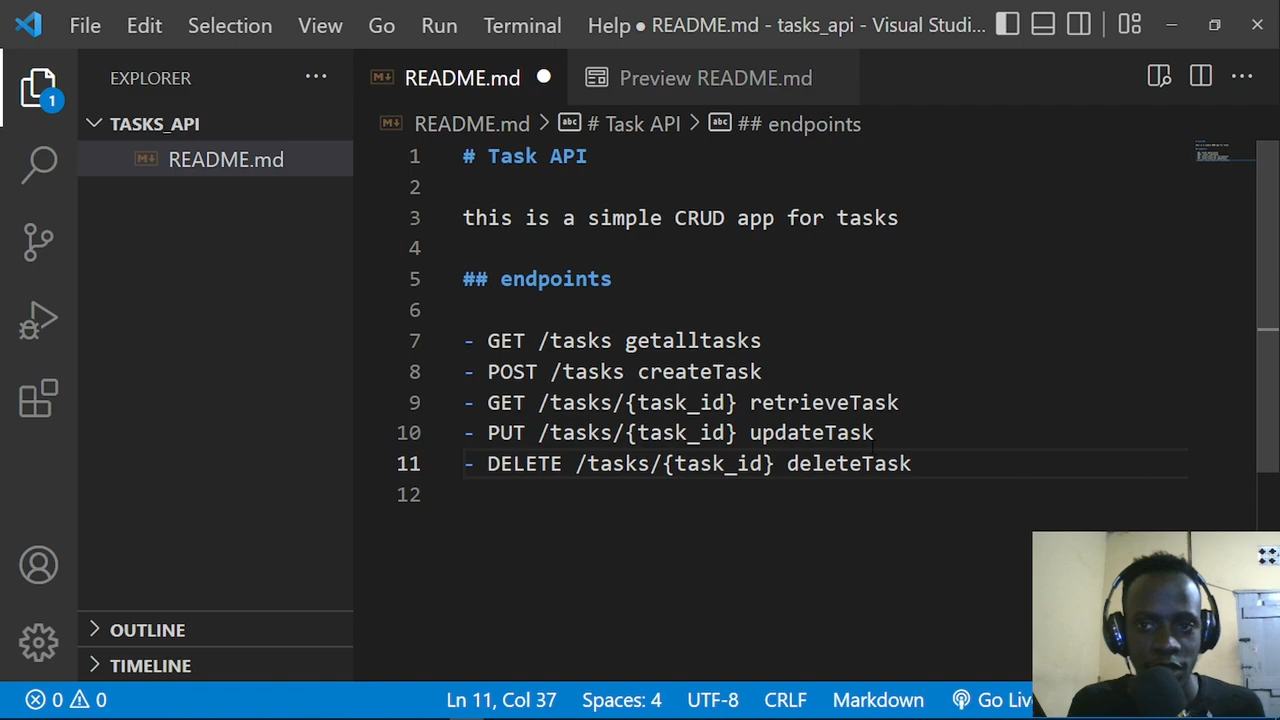 File Edit Selection View Go Run Terminal Help ● README.md - tasks_api - Visual Studi...
1
EXPLORER ...
TASKS_API
README.md
OUTLINE
TIMELINE
README.md ● Preview README.md
README.md > # Task API > ## endpoints
1 # Task API
2
3 this is a simple CRUD app for tasks
4
5 ## endpoints
6
7 - GET /tasks getalltasks
8 - POST /tasks createTask
9 - GET /tasks/{task_id} retrieveTask
10 - PUT /tasks/{task_id} updateTask
11 - DELETE /tasks/{task_id} deleteTask
12
0 0 Ln 11, Col 37 Spaces: 4 UTF-8 CRLF Markdown Go Liv